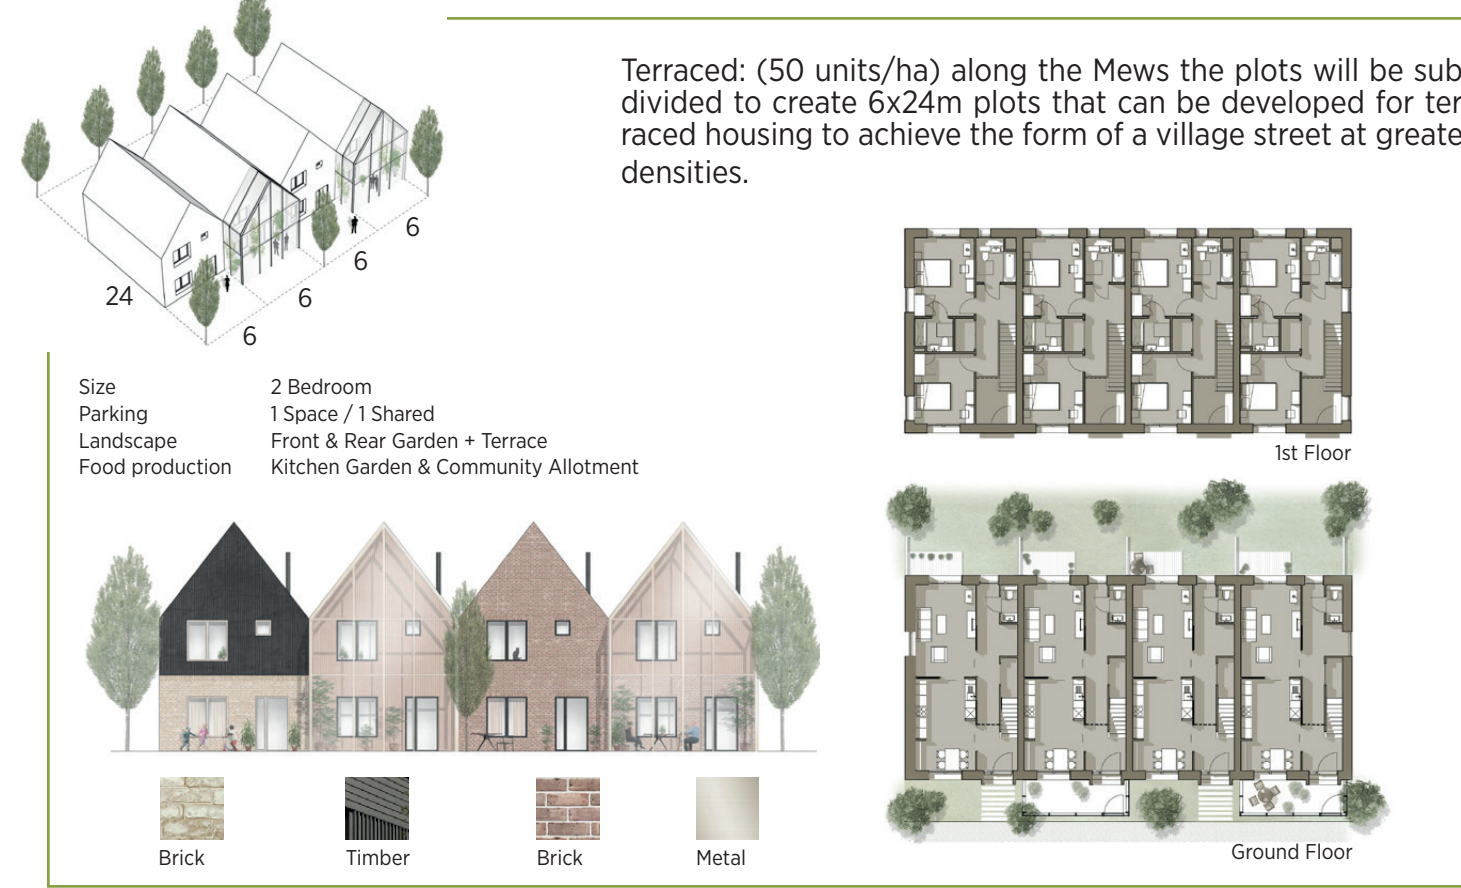 Terraced: (50 units/ha) along the Mews the plots will be sub
divided to create 6x24m plots that can be developed for ter
raced housing to achieve the form of a village street at greate
densities.
6
6
6
6
24
Size 2 Bedroom
Parking 1 Space / 1 Shared
Landscape Front & Rear Garden + Terrace
Food production Kitchen Garden & Community Allotment
1st Floor
Brick Timber Brick Metal
Ground Floor